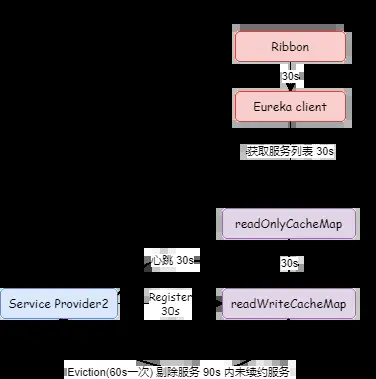 Ribbon
30s
Eureka client
获取服务列表 30s
readOnlyCacheMap
心跳 30s
30s
Service Provider2
Register
30s
readWriteCacheMap
Eviction(60s一次) 剔除服务 90s 内未续约服务